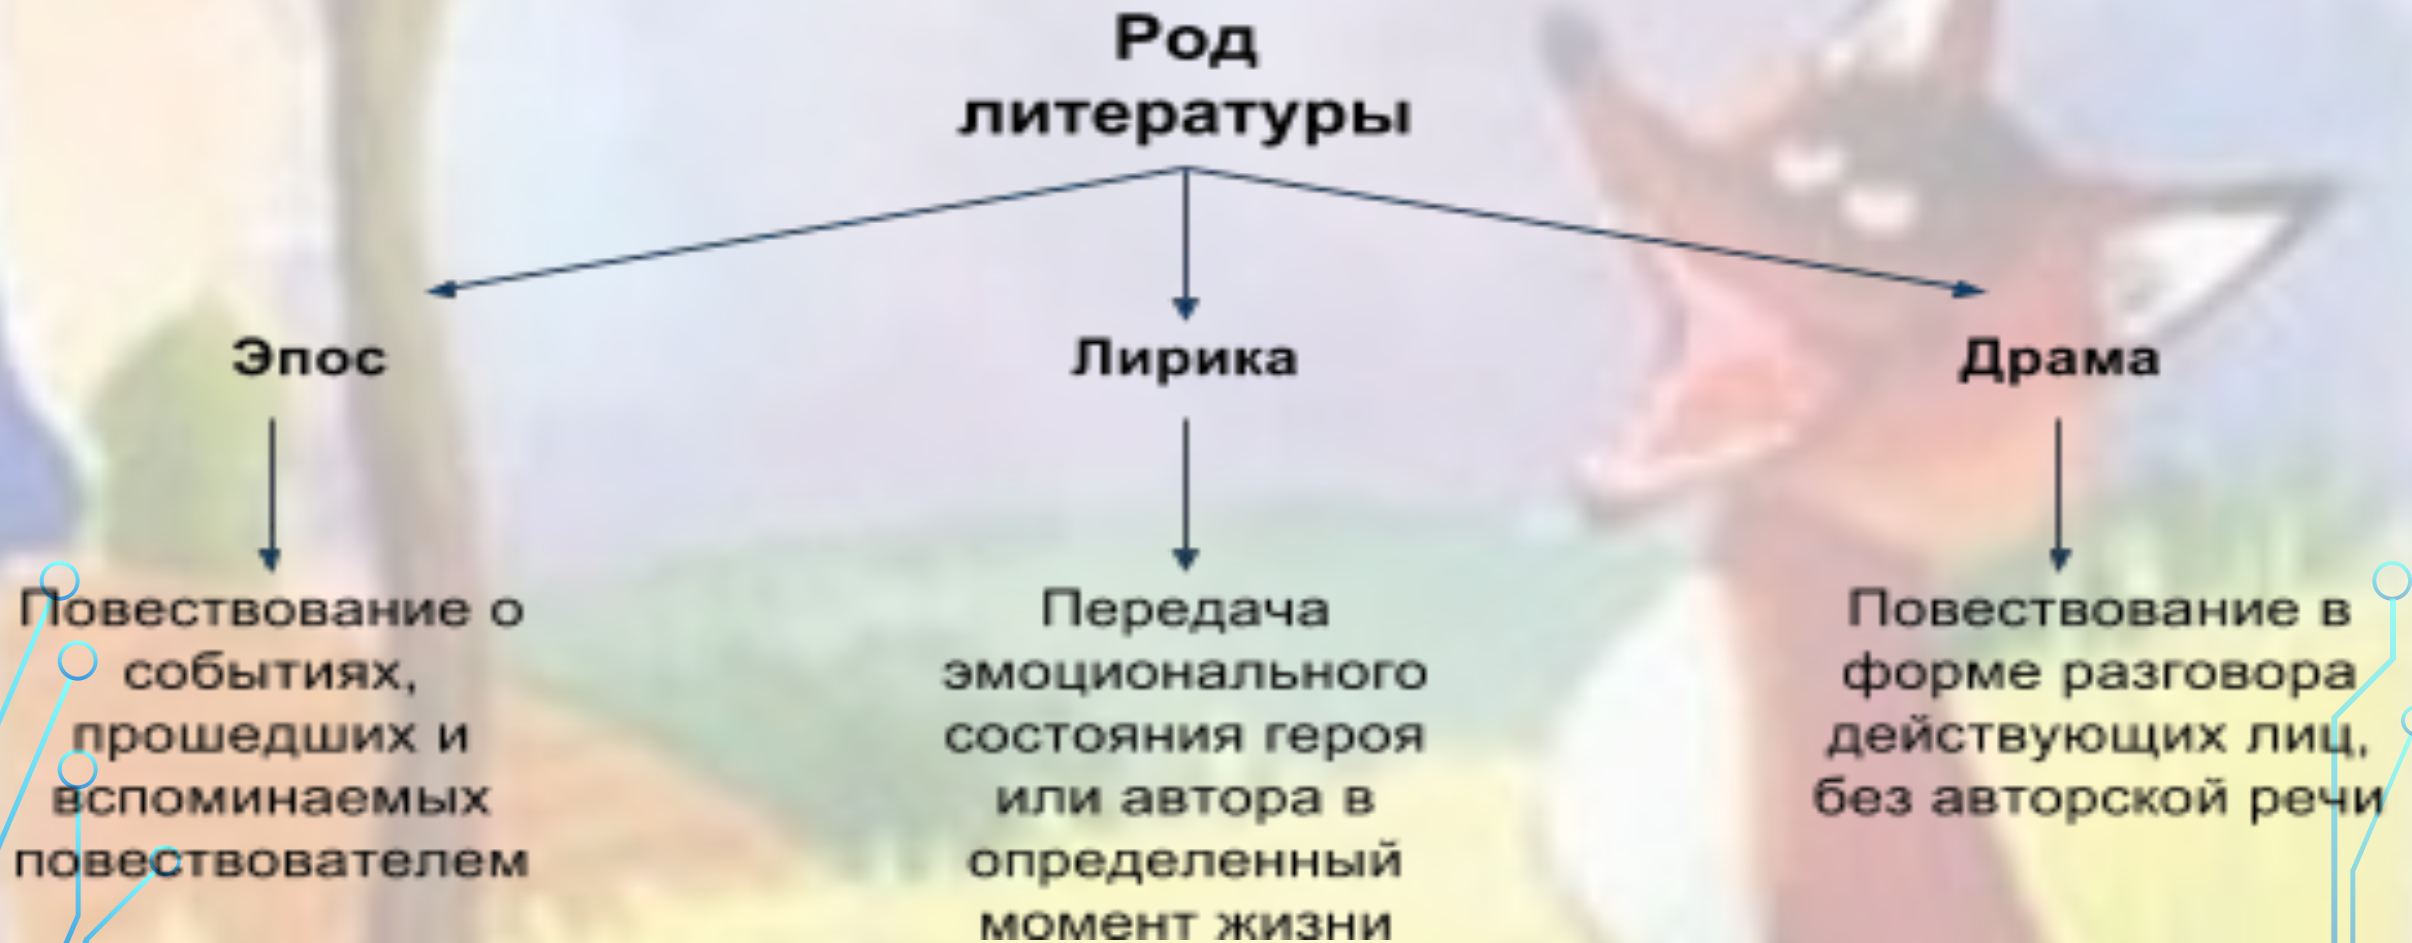 Род
литературы
Эпос
Лирика
Драма
Повествование о
событиях,
прошедших и
вспоминаемых
повествователем
Передача
эмоционального
состояния героя
или автора в
определенный
момент жизни
Повествование в
форме разговора
действующих лиц,
без авторской речи